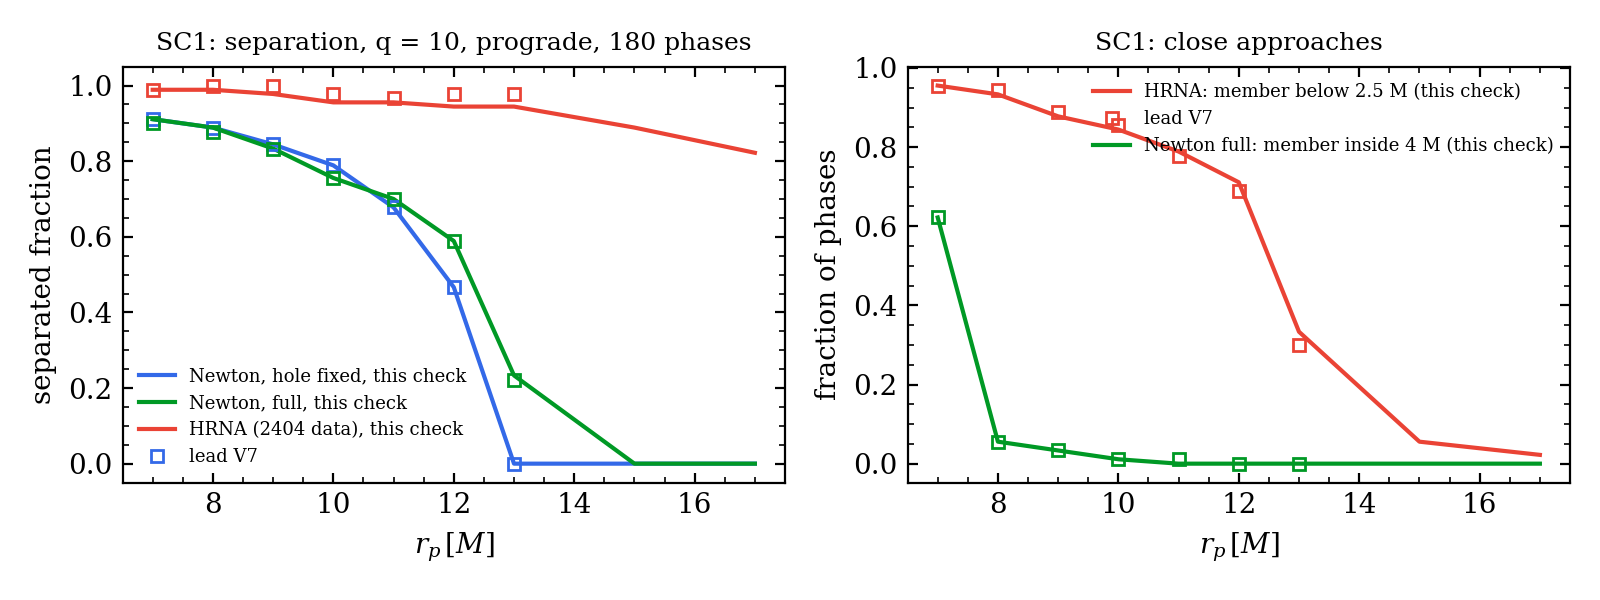 SC1: separation, q = 10, prograde, 180 phases
separated fraction
1.0
0.8
0.6
0.4
0.2
0.0
Newton, hole fixed, this check
Newton, full, this check
HRNA (2404 data), this check
lead V7
8 10 12 14 16
r_p [M]
SC1: close approaches
fraction of phases
1.0
0.8
0.6
0.4
0.2
0.0
HRNA: member below 2.5 M (this check)
lead V7
Newton full: member inside 4 M (this check)
8 10 12 14 16
r_p [M]